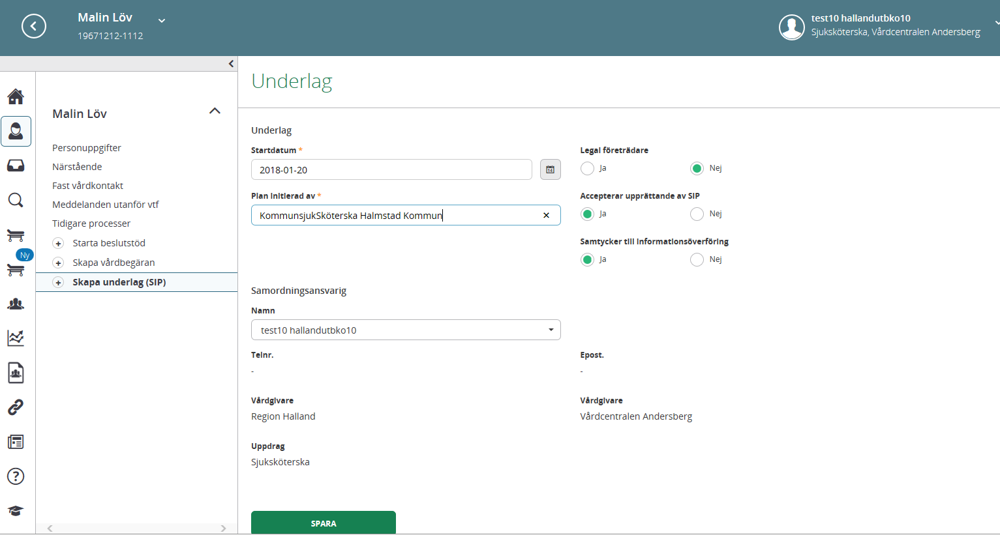 Malin Löv
19671212-1112
test10 hallandutbko10
Sjuksköterska, Vårdcentralen Andersberg
Ny
Malin Löv
Personuppgifter
Närstående
Fast vårdkontakt
Meddelanden utanför vtf
Tidigare processer
Starta beslutstöd
Skapa vårdbegäran
Skapa underlag (SIP)
Underlag
Underlag
Startdatum *
2018-01-20
14
Plan initierad av *
KommunsjukSköterska Halmstad Kommun
Legal företrädare
Ja Nej
Accepterar upprättande av SIP
Ja Nej
Samtycker till informationsöverföring
Ja Nej
Samordningsansvarig
Namn
test10 hallandutbko10
Telnr.
-
Epost.
-
Vårdgivare
Region Halland
Vårdgivare
Vårdcentralen Andersberg
Uppdrag
Sjuksköterska
SPARA